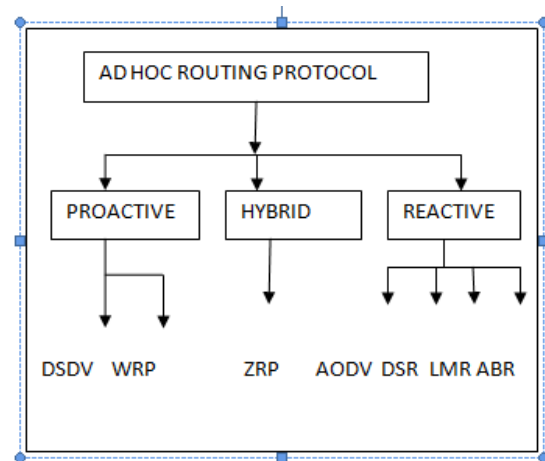 AD HOC ROUTING PROTOCOL
PROACTIVE HYBRID REACTIVE
DSDV WRP ZRP AODV DSR LMR ABR